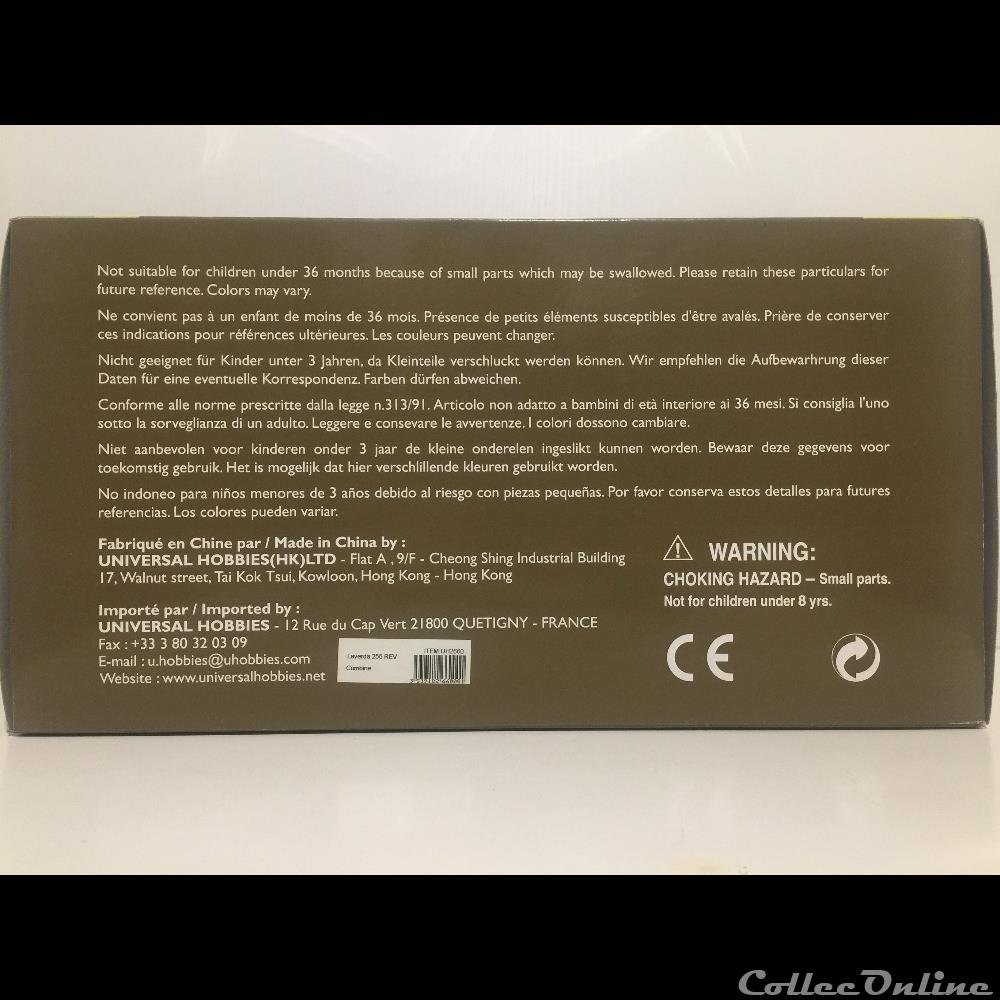 Not suitable for children under 36 months because of small parts which may be swallowed. Please retain these particulars for
future reference. Colors may vary.
Ne convient pas à un enfant de moins de 36 mois. Présence de petits éléments susceptibles d'être avalés. Prière de conserver
ces indications pour références ultérieures. Les couleurs peuvent changer.
Nicht geeignet für Kinder unter 3 Jahren, da Kleinteile verschluckt werden können. Wir empfehlen die Aufbewarhrung dieser
Daten für eine eventuelle Korrespondenz. Farben dürfen abweichen.
Conforme alle norme prescritte dalla legge n.313/91. Articolo non adatto a bambini di età interiore ai 36 mesi. Si consiglia l'uno
sotto la sorveglianza di un adulto. Leggere e consevare le avvertenze. I colori dossono cambiare.
Niet aanbevolen voor kinderen onder 3 jaar de kleine onderelen ingeslikt kunnen worden. Bewaar deze gegevens voor
toekomstig gebruik. Het is mogelijk dat hier verschlillende kleuren gebruikt worden.
No indoneo para niños menores de 3 años debido al riesgo con piezas pequeñas. Por favor conserva estos detalles para futures
referencias. Los colores pueden variar.
Fabriqué en Chine par / Made in China by :
UNIVERSAL HOBBIES(HK)LTD - Flat A , 9/F - Cheong Shing Industrial Building
17, Walnut street, Tai Kok Tsui, Kowloon, Hong Kong - Hong Kong
Importé par / Imported by :
UNIVERSAL HOBBIES - 12 Rue du Cap Vert 21800 QUETIGNY - FRANCE
Fax : +33 3 80 32 03 09
E-mail : u.hobbies@uhobbies.com
Website : www.universalhobbies.net
Laverda 255 REV
Combine
ITEM:UH2660
WARNING:
CHOKING HAZARD – Small parts.
Not for children under 8 yrs.
CE
CollecOnline